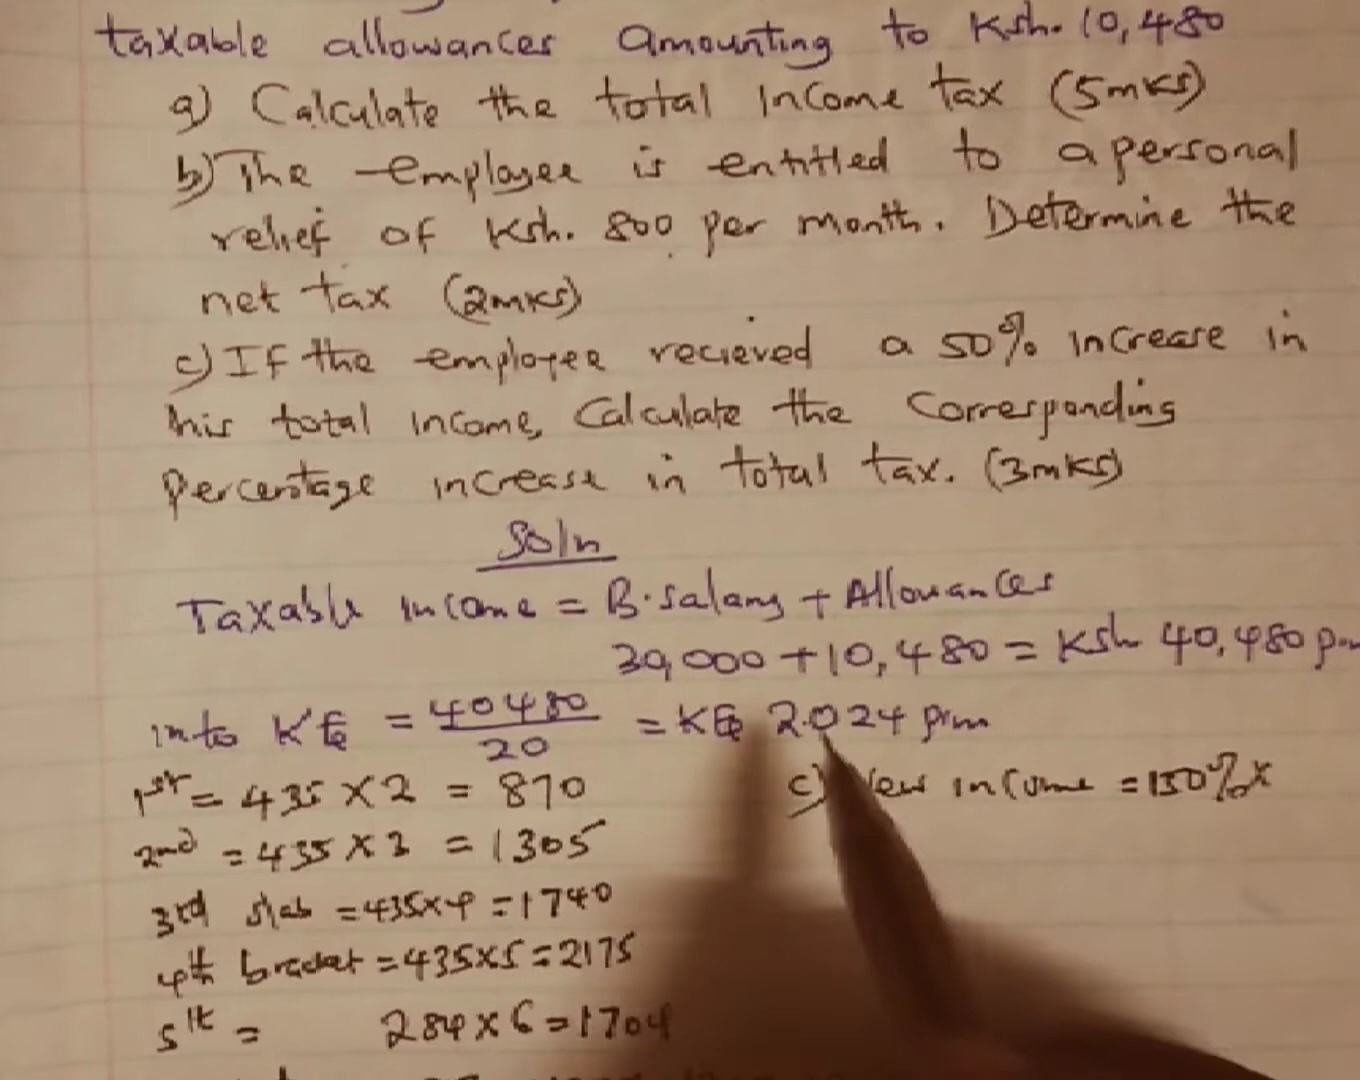 taxable allowances amounting to Ksh. 10,480
a) Calculate the total income tax (5mks)
b) The employee is entitled to a personal
relief of Ksh. 800 per month. Determine the
net tax (2mks)
c) If the employee recieved a 50% increase in
his total income, Calculate the Corresponding
percentage increase in total tax. (3mks)
Soln
Taxable income = B.salary + Allowances
30,000 + 10,480 = Ksh 40,480 pm
into K£ = 40480/20 = K£ 2024 p.m
1st = 435 x 2 = 870
c) New income = 150% x
2nd = 435 x 3 = 1305
3rd slab = 435x4 = 1740
4th bracket = 435x5 = 2175
5th = 284 x 6 = 1704